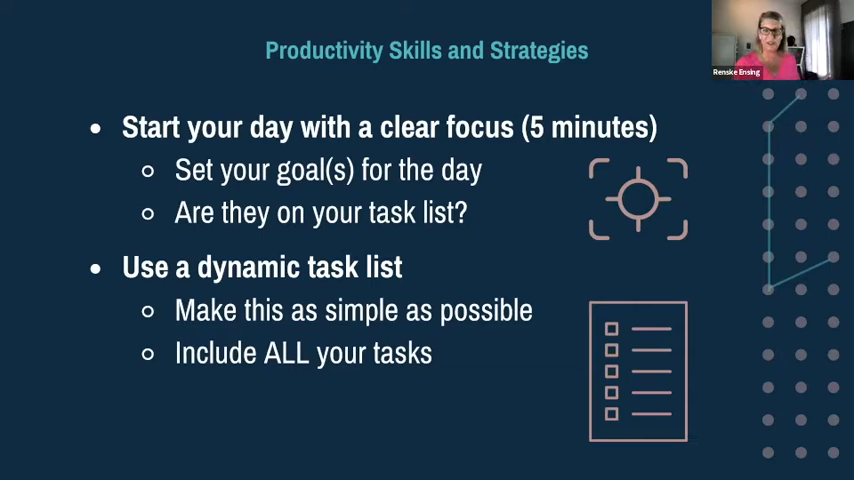 Productivity Skills and Strategies
Renske Ensing
• Start your day with a clear focus (5 minutes)
○ Set your goal(s) for the day
○ Are they on your task list?
• Use a dynamic task list
○ Make this as simple as possible
○ Include ALL your tasks